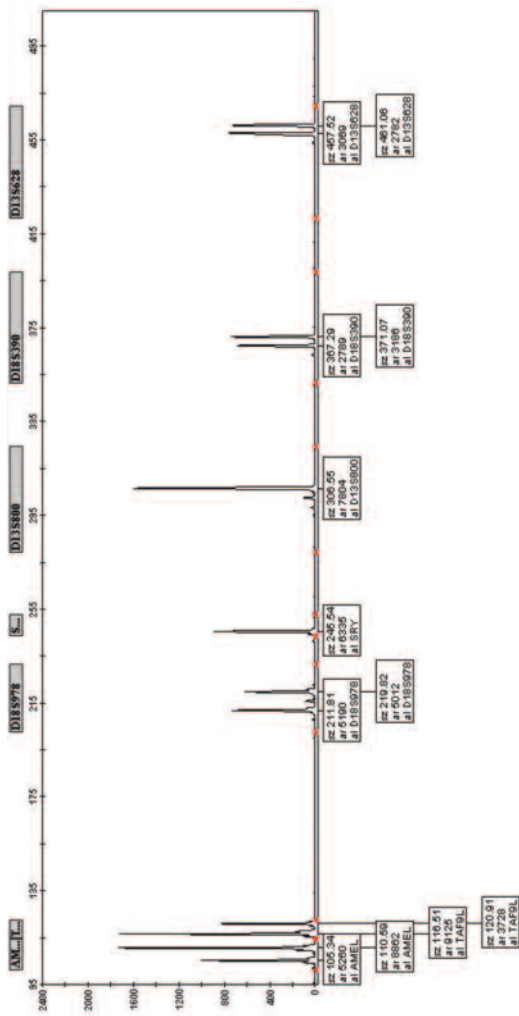 AM... T...
D18S978
S...
D13S800
D18S390
D13S628
95 135 175 215 255 295 335 375 415 455 495
2400
2000
1600
1200
800
400
0
sz 105.34
ar 5260
al AMEL
sz 110.59
ar 8862
al AMEL
sz 116.51
ar 9125
al TAF9L
sz 120.91
ar 3728
al TAF9L
sz 211.81
ar 5190
al D18S978
sz 219.82
ar 5012
al D18S978
sz 245.54
ar 6335
al SRY
sz 306.55
ar 7804
al D13S800
sz 367.29
ar 2789
al D18S390
sz 371.07
ar 3186
al D18S390
sz 457.52
ar 3069
al D13S628
sz 461.06
ar 2782
al D13S628